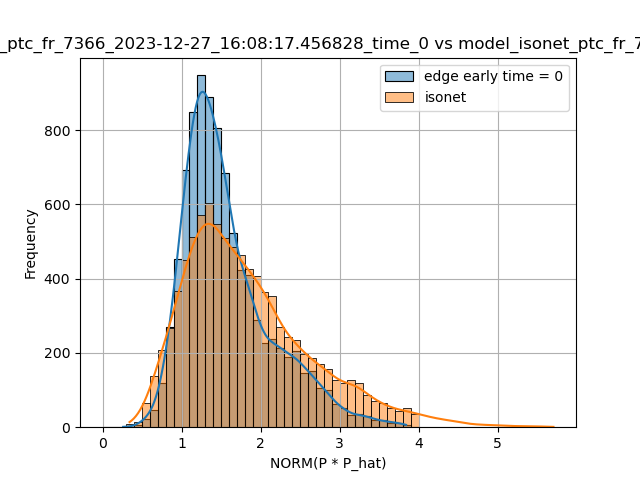 _ptc_fr_7366_2023-12-27_16:08:17.456828_time_0 vs model_isonet_ptc_fr_7
edge early time = 0
isonet
800
600
400
200
0
Frequency
0 1 2 3 4 5
NORM(P * P_hat)